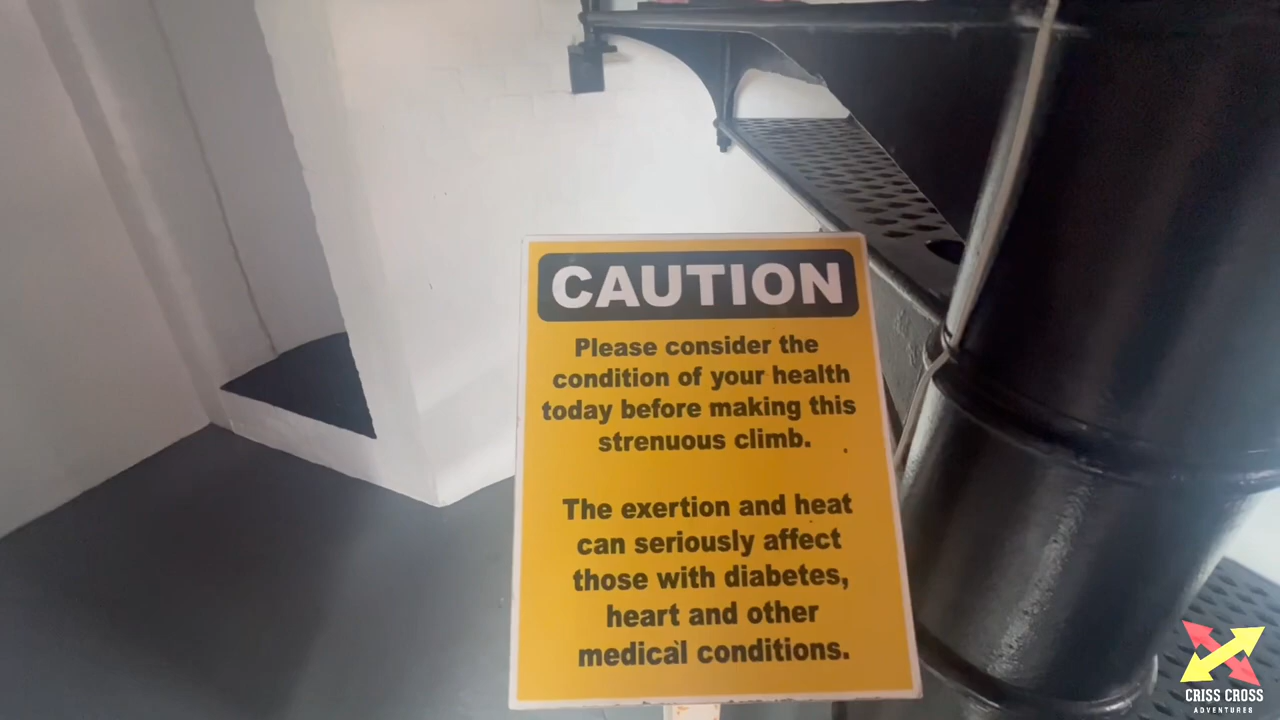 CAUTION
Please consider the
condition of your health
today before making this
strenuous climb.
The exertion and heat
can seriously affect
those with diabetes,
heart and other
medical conditions.
CRISS CROSS
ADVENTURES